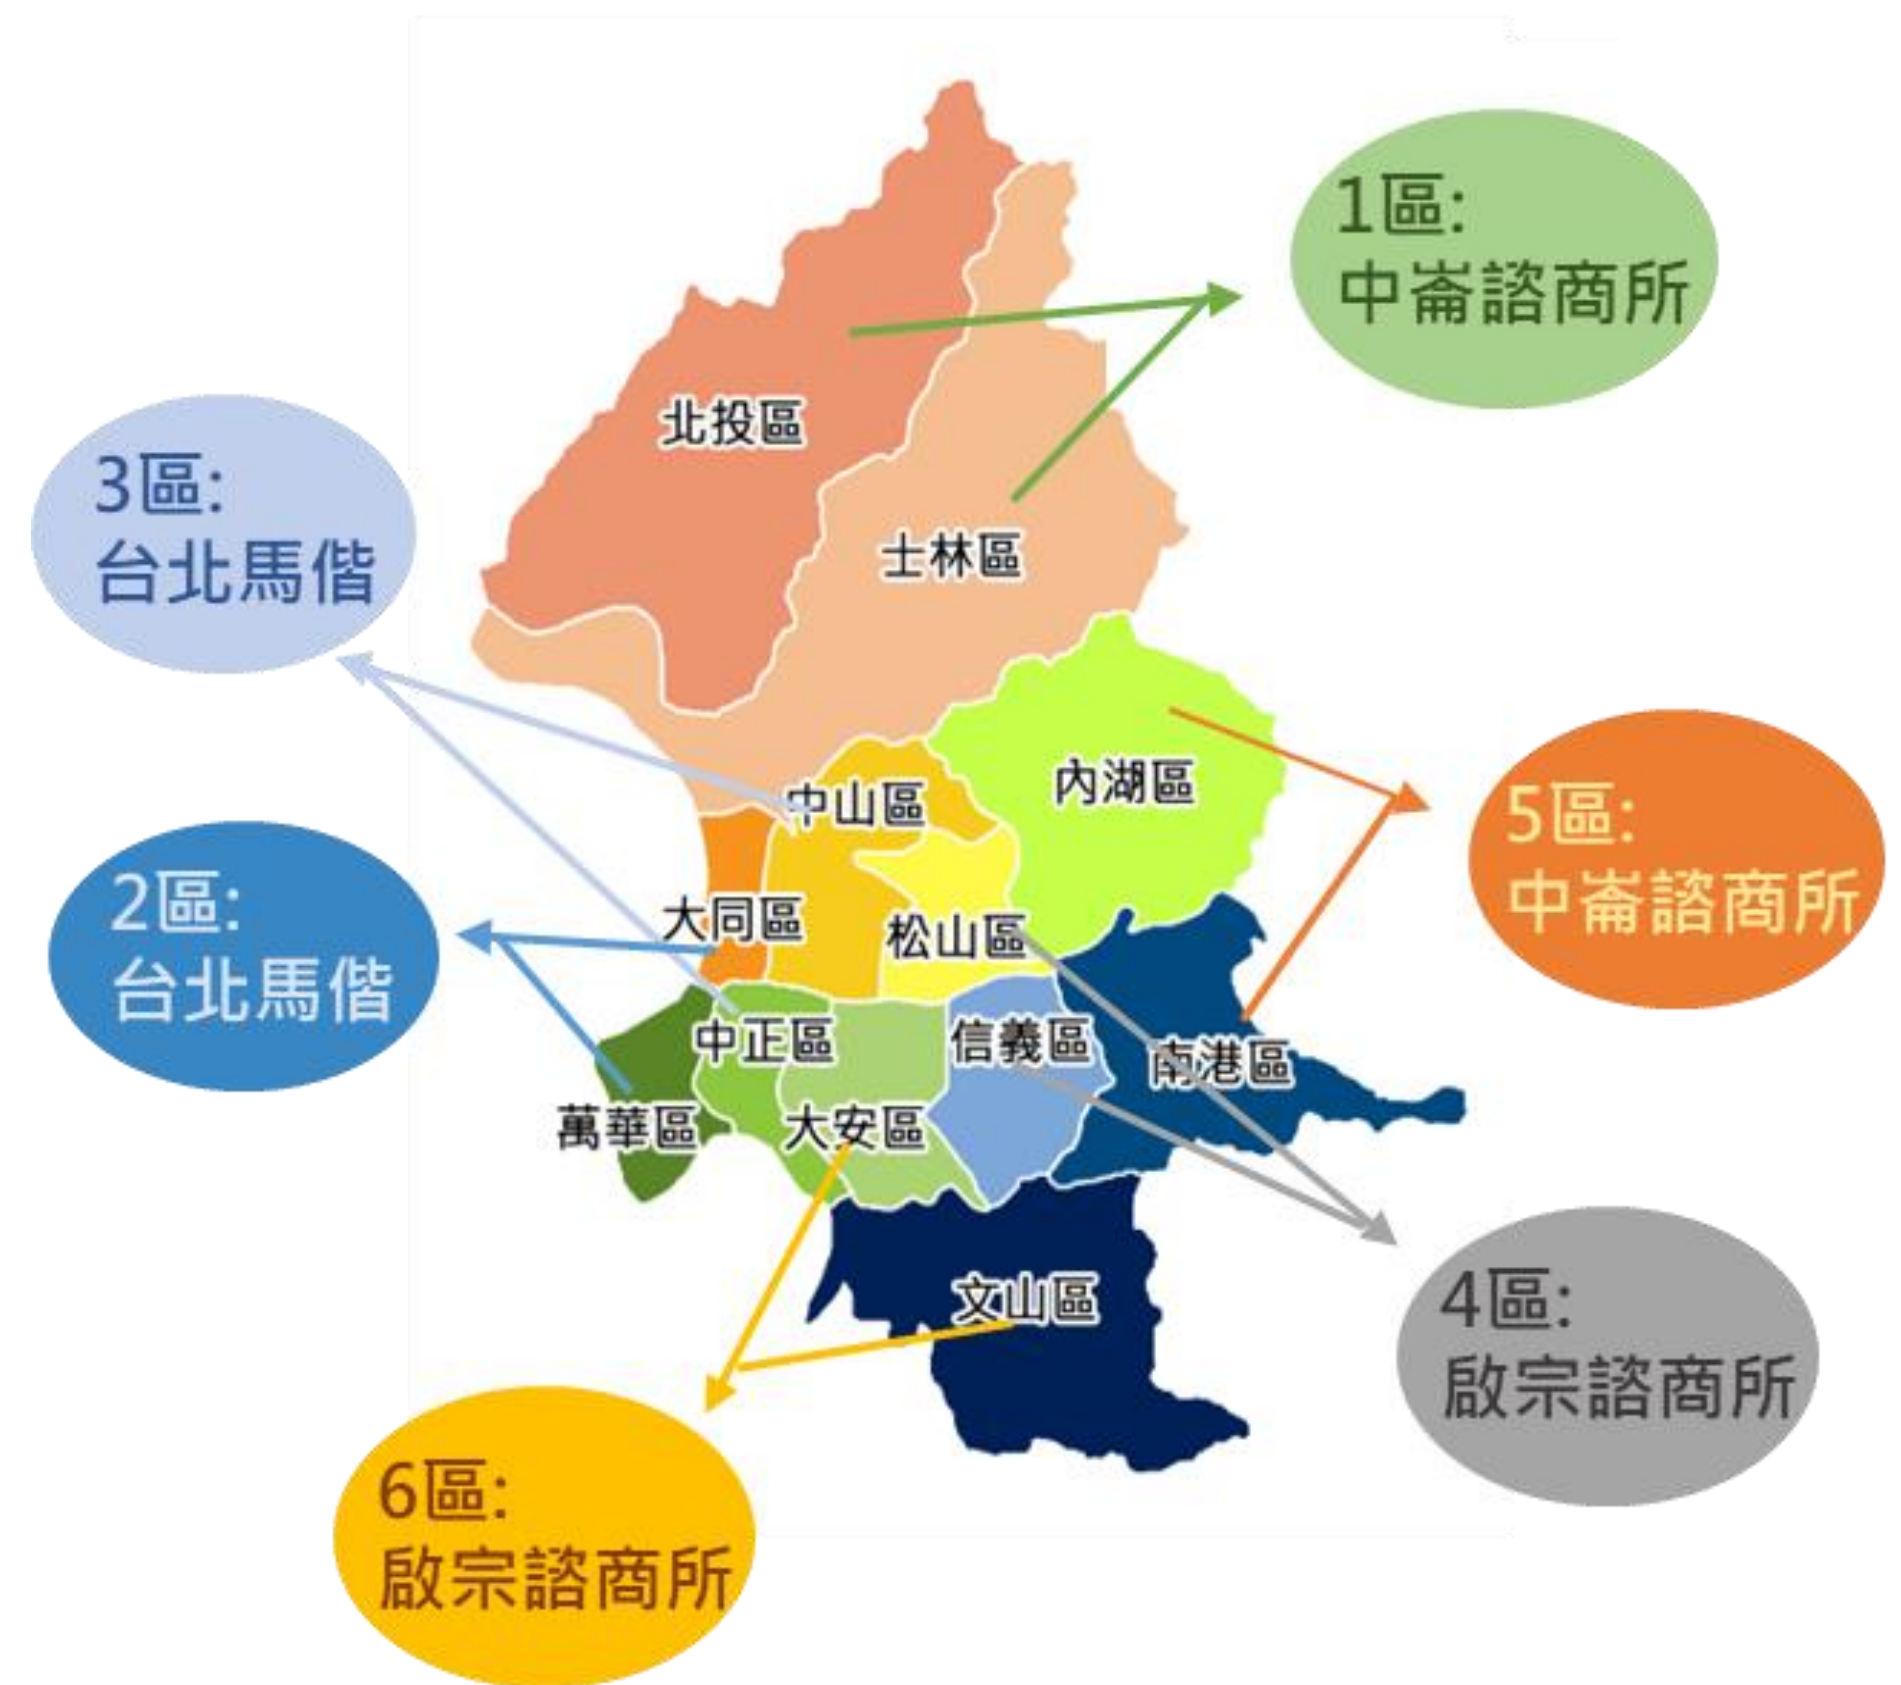 1區:
中崙諮商所
北投區
3區:
台北馬偕
士林區
中山區
內湖區
5區:
中崙諮商所
2區:
台北馬偕
大同區
松山區
中正區
信義區
南港區
萬華區
大安區
文山區
4區:
啟宗諮商所
6區:
啟宗諮商所